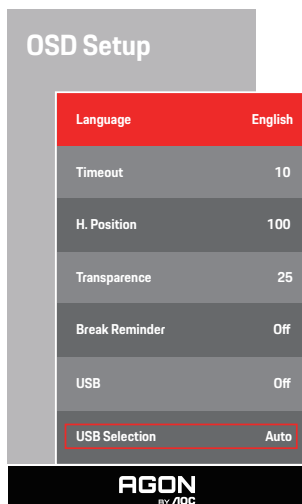 OSD Setup
Language English
Timeout 10
H. Position 100
Transparence 25
Break Reminder Off
USB Off
USB Selection Auto
AGON
BY AOC